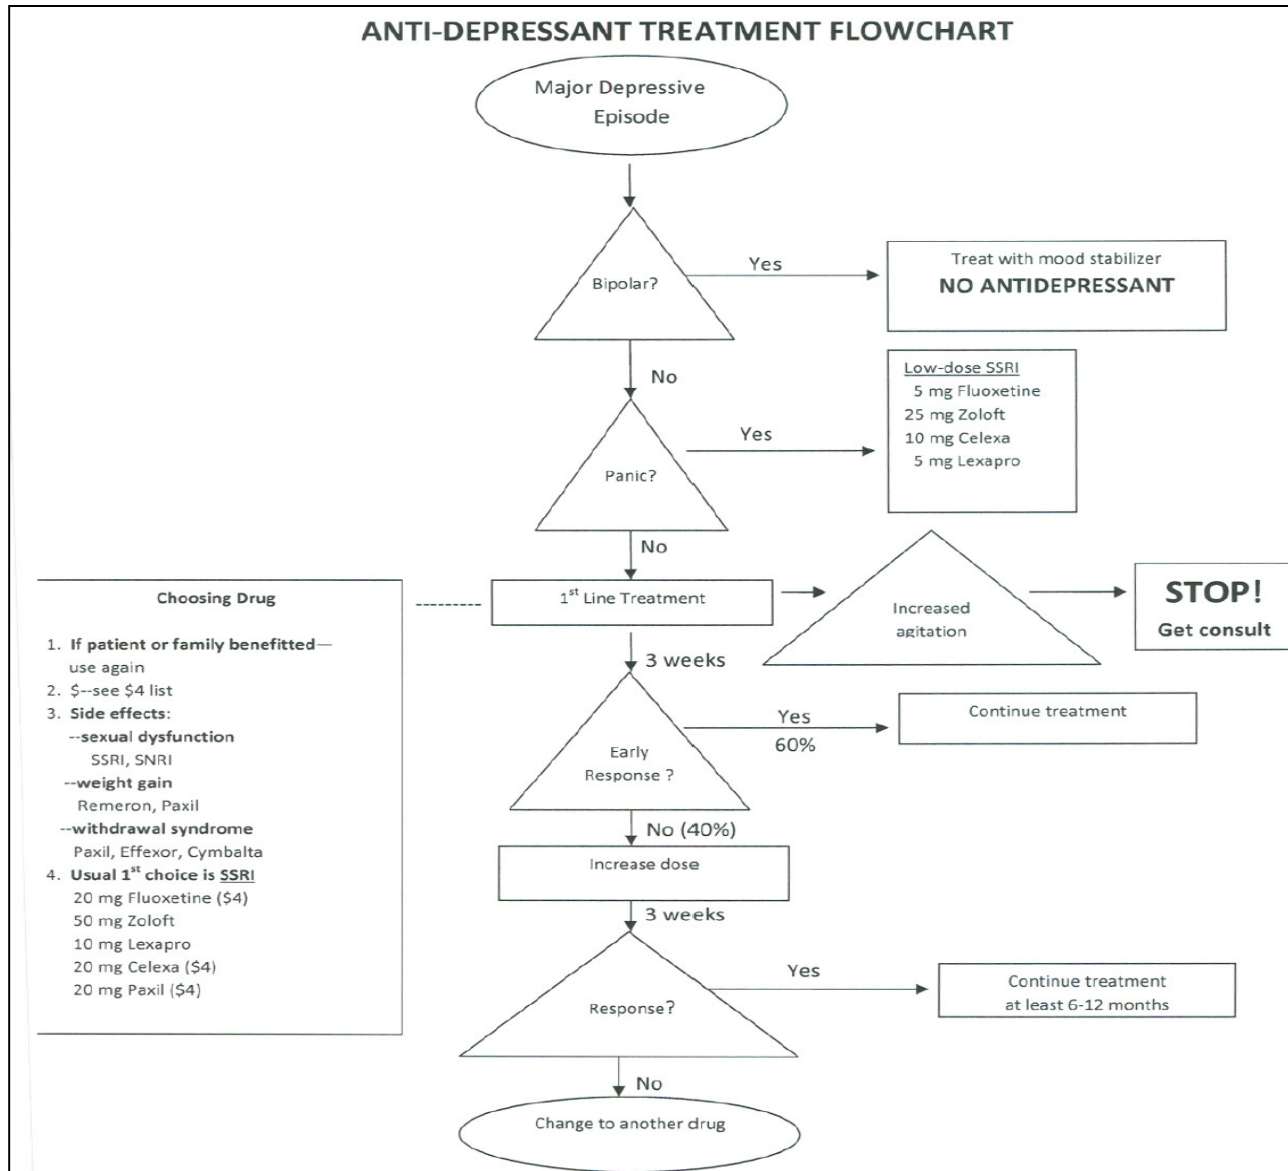 ANTI-DEPRESSANT TREATMENT FLOWCHART
Major Depressive
Episode
Bipolar?
Yes
Treat with mood stabilizer
NO ANTIDEPRESSANT
No
Panic?
Yes
Low-dose SSRI
5 mg Fluoxetine
25 mg Zoloft
10 mg Celexa
5 mg Lexapro
No
1st Line Treatment
Increased
agitation
STOP!
Get consult
Choosing Drug
1. If patient or family benefitted—
use again
2. $--see $4 list
3. Side effects:
--sexual dysfunction
SSRI, SNRI
--weight gain
Remeron, Paxil
--withdrawal syndrome
Paxil, Effexor, Cymbalta
4. Usual 1st choice is SSRI
20 mg Fluoxetine ($4)
50 mg Zoloft
10 mg Lexapro
20 mg Celexa ($4)
20 mg Paxil ($4)
3 weeks
Early
Response ?
Yes
60%
Continue treatment
No (40%)
Increase dose
3 weeks
Response?
Yes
Continue treatment
at least 6-12 months
No
Change to another drug